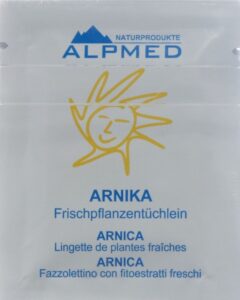 NATURPRODUKTE
ALPMED
ARNIKA
Frischpflanzentüchlein
ARNICA
Lingette de plantes fraîches
ARNICA
Fazzolettino con fitoestratti freschi